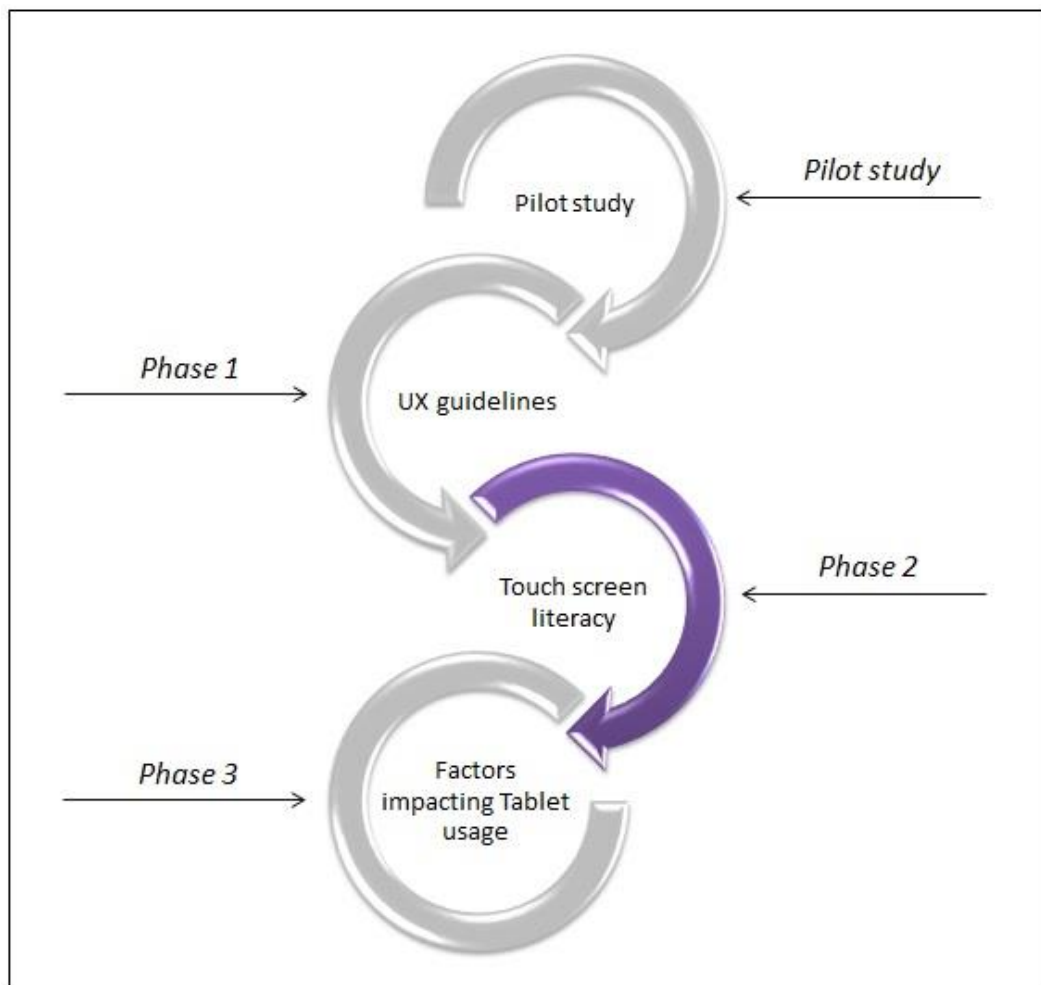 Pilot study
Pilot study
Phase 1
UX guidelines
Touch screen
literacy
Phase 2
Phase 3
Factors
impacting Tablet
usage